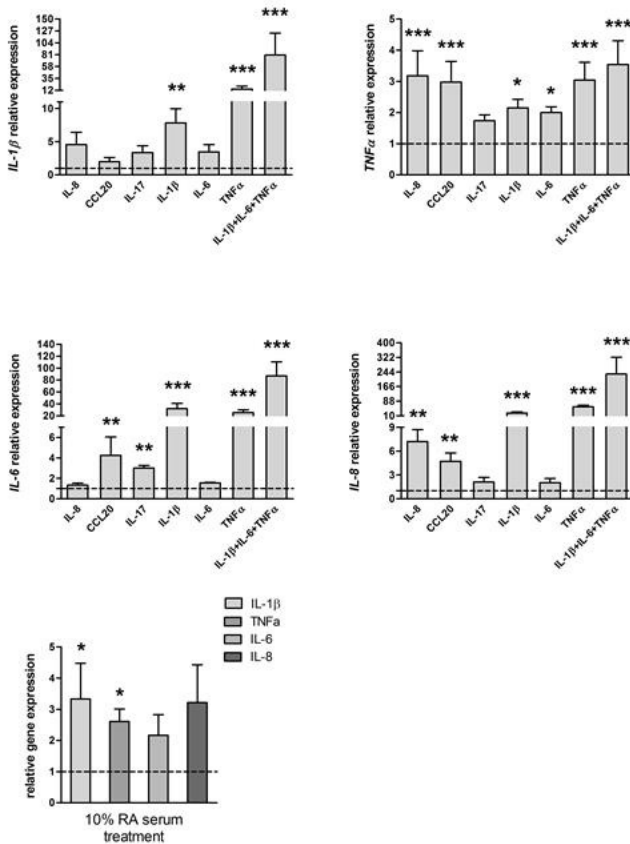 IL-1β relative expression
150
127
104
81
58
35
12
10
5
0
** *** ***
IL-8 CCL20 IL-17 IL-1β IL-6 TNFα IL-1β+IL-6+TNFα
TNFα relative expression
5
4
3
2
1
0
*** *** * * *** ***
IL-8 CCL20 IL-17 IL-1β IL-6 TNFα IL-1β+IL-6+TNFα
IL-6 relative expression
140
120
100
80
60
40
20
6
4
2
0
** ** *** *** ***
IL-8 CCL20 IL-17 IL-1β IL-6 TNFα IL-1β+IL-6+TNFα
IL-8 relative expression
400
322
244
166
88
10
9
6
3
0
** ** *** *** ***
IL-8 CCL20 IL-17 IL-1β IL-6 TNFα IL-1β+IL-6+TNFα
IL-1β
TNFa
IL-6
IL-8
relative gene expression
5
4
3
2
1
0
* *
10% RA serum
treatment